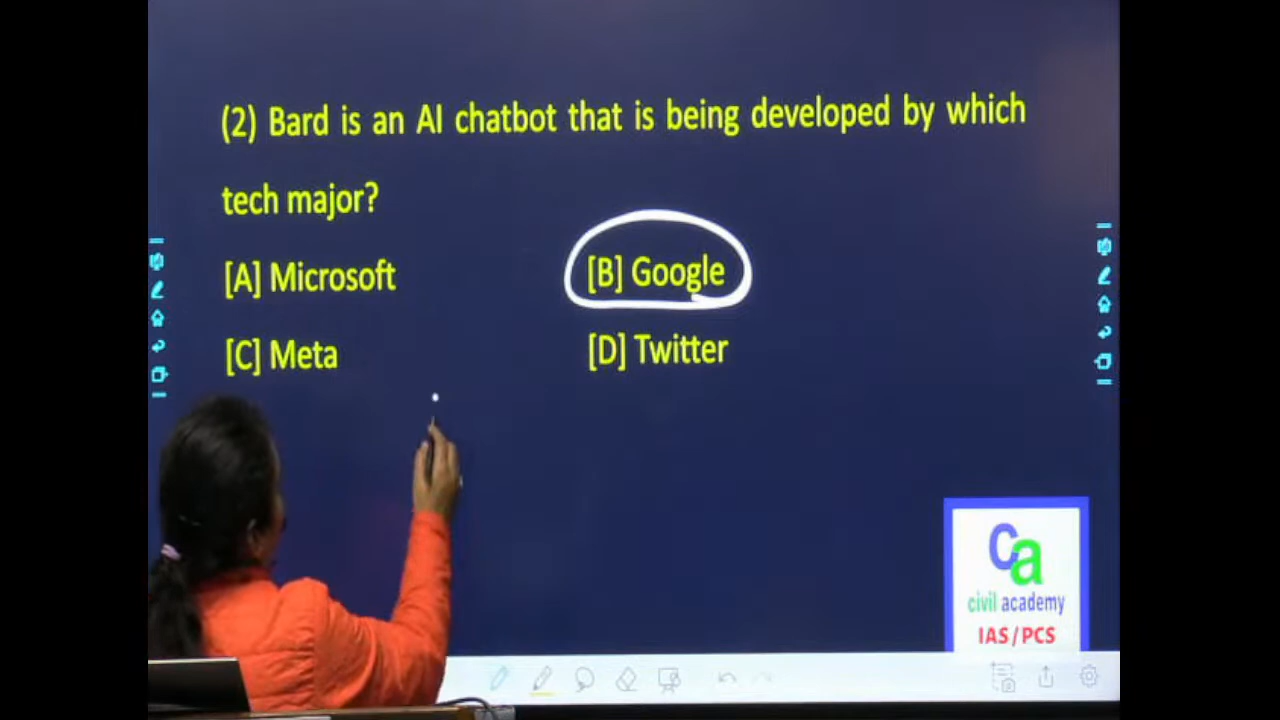 (2) Bard is an AI chatbot that is being developed by which
tech major?
[A] Microsoft
[B] Google
[C] Meta
[D] Twitter
Ca
civil academy
IAS/PCS